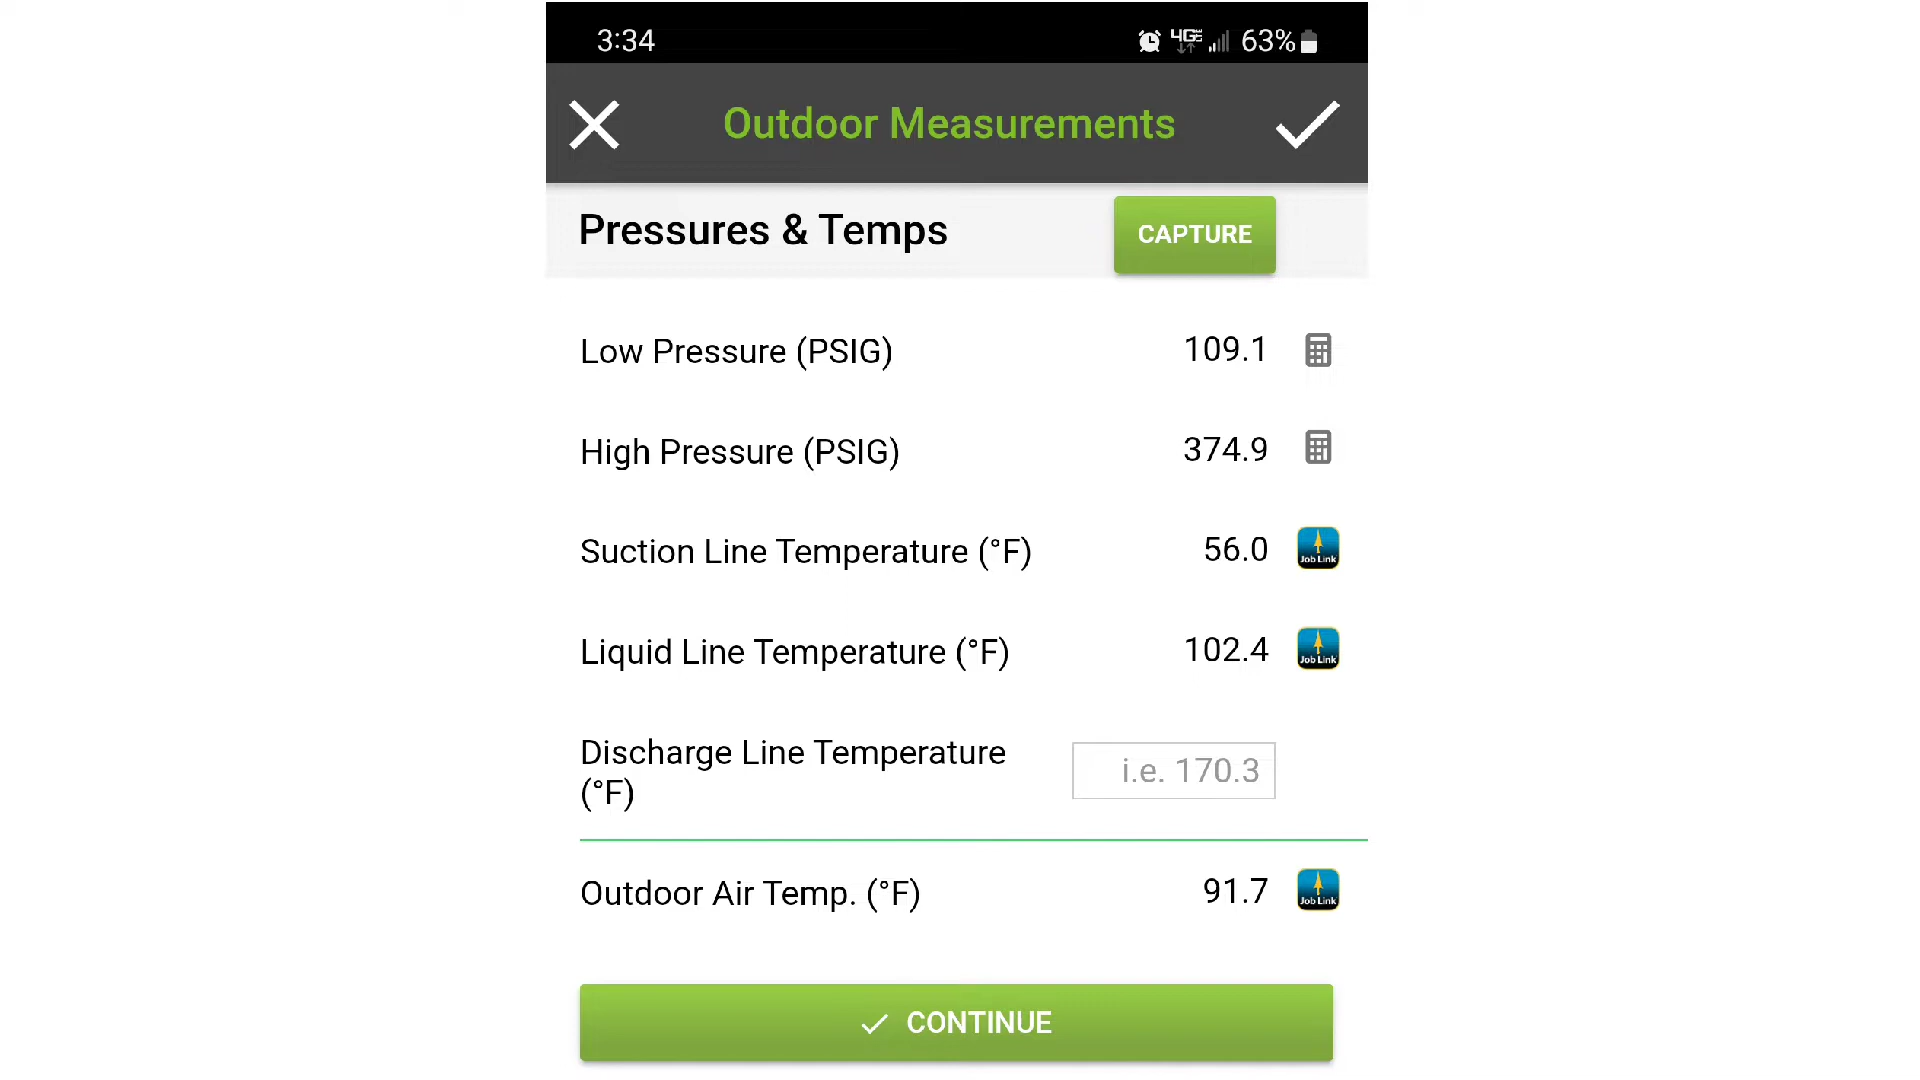 3:34 4G LTE 63%
Outdoor Measurements
Pressures & Temps CAPTURE
Low Pressure (PSIG) 109.1
High Pressure (PSIG) 374.9
Suction Line Temperature (°F) 56.0 Job Link
Liquid Line Temperature (°F) 102.4 Job Link
Discharge Line Temperature
(°F) i.e. 170.3
Outdoor Air Temp. (°F) 91.7 Job Link
CONTINUE